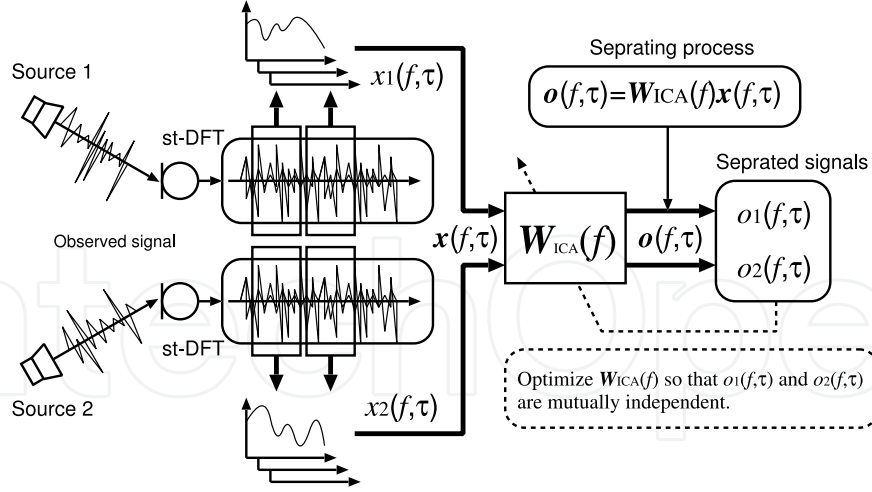 Source 1
st-DFT
x1(f,τ)
Seprating process
o(f,τ)=WICA(f)x(f,τ)
Seprated signals
Observed signal
x(f,τ)
WICA(f)
o(f,τ)
o1(f,τ)
o2(f,τ)
st-DFT
Source 2
x2(f,τ)
Optimize WICA(f) so that o1(f,τ) and o2(f,τ)
are mutually independent.
ntechOpe